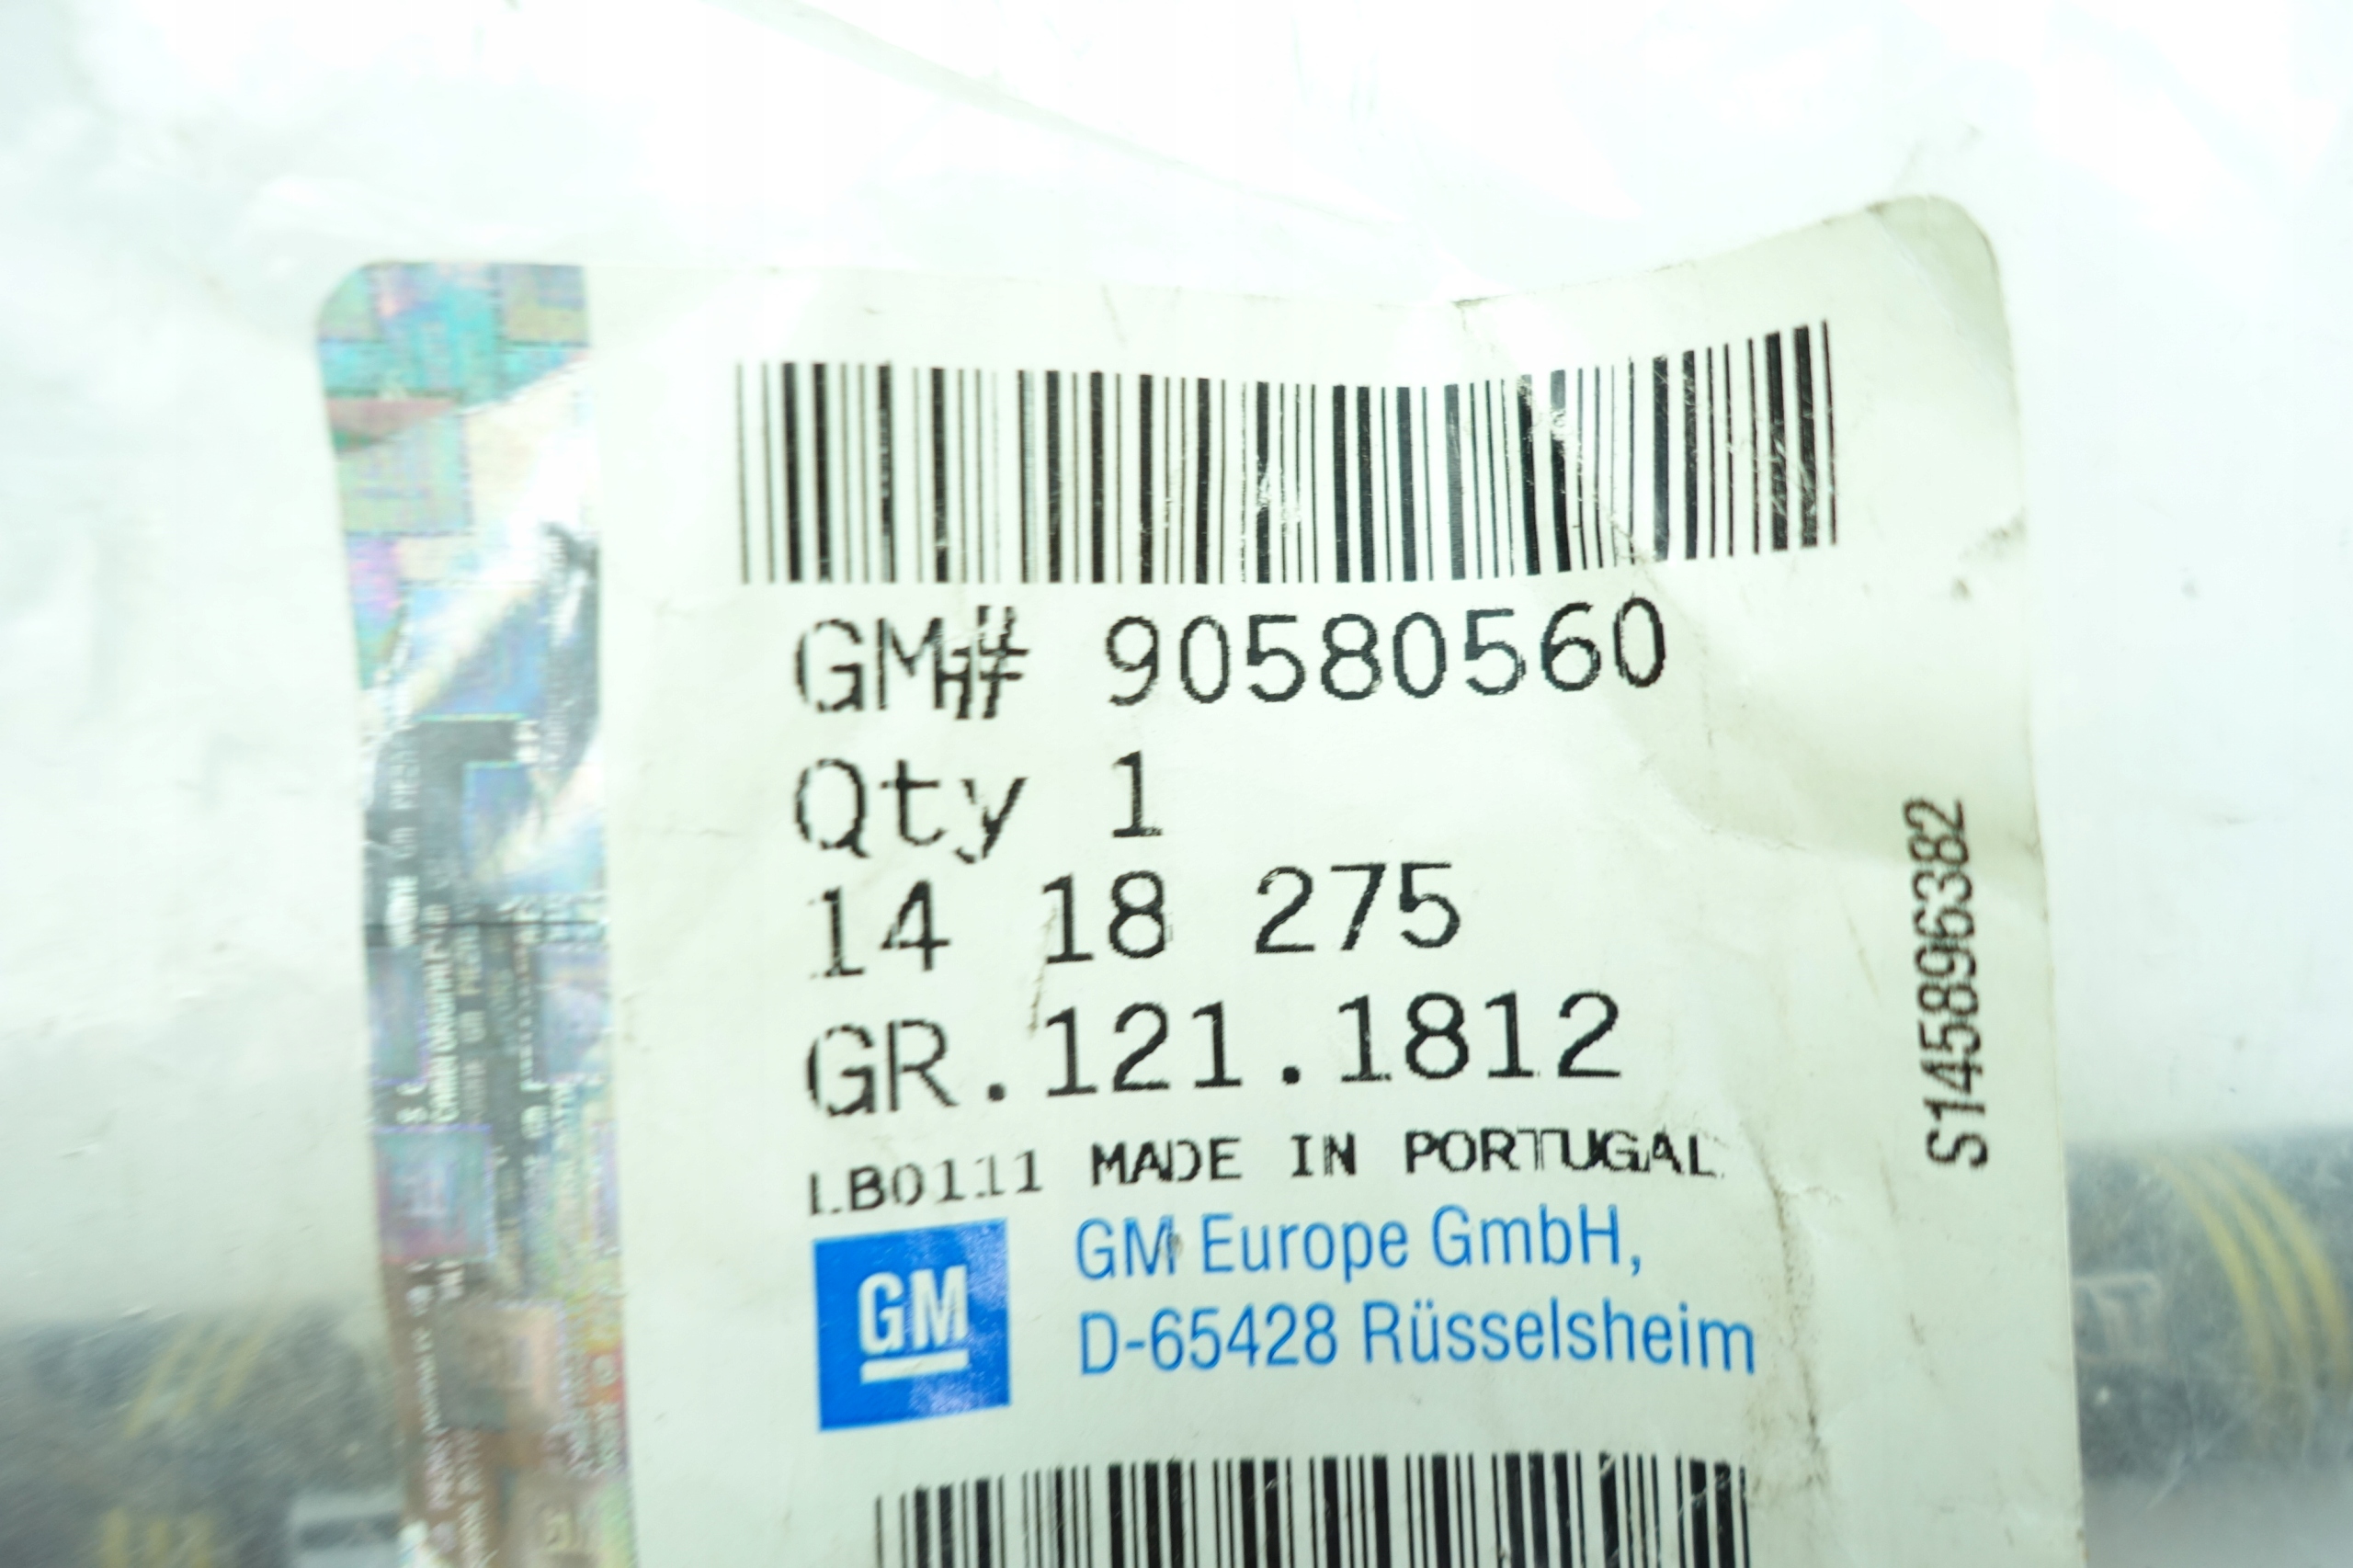 GM# 90580560
Qty 1
14 18 275
GR.121.1812
LB0111 MADE IN PORTUGAL
GM
GM Europe GmbH,
D-65428 Rüsselsheim
S145896382